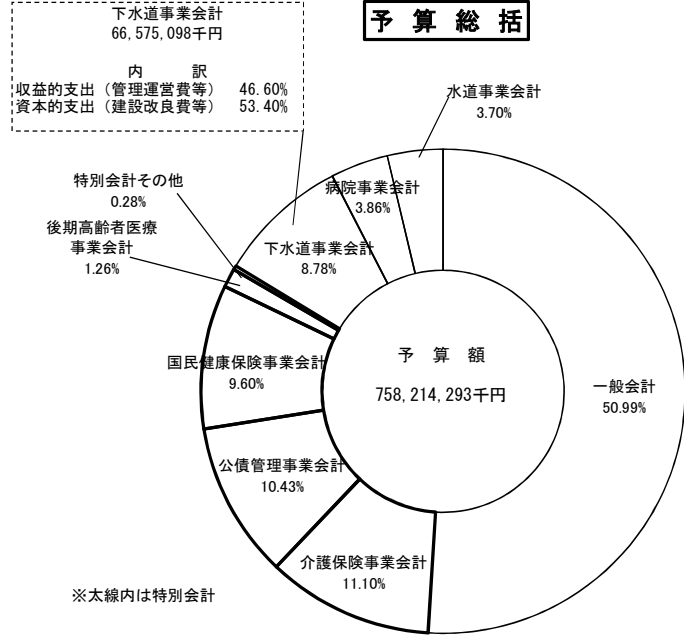 予算総括
下水道事業会計
66,575,098千円
内　　訳
収益的支出（管理運営費等）　46.60%
資本的支出（建設改良費等）　53.40%
水道事業会計
3.70%
病院事業会計
3.86%
下水道事業会計
8.78%
特別会計その他
0.28%
後期高齢者医療
事業会計
1.26%
国民健康保険事業会計
9.60%
公債管理事業会計
10.43%
介護保険事業会計
11.10%
一般会計
50.99%
予　算　額
758,214,293千円
※太線内は特別会計